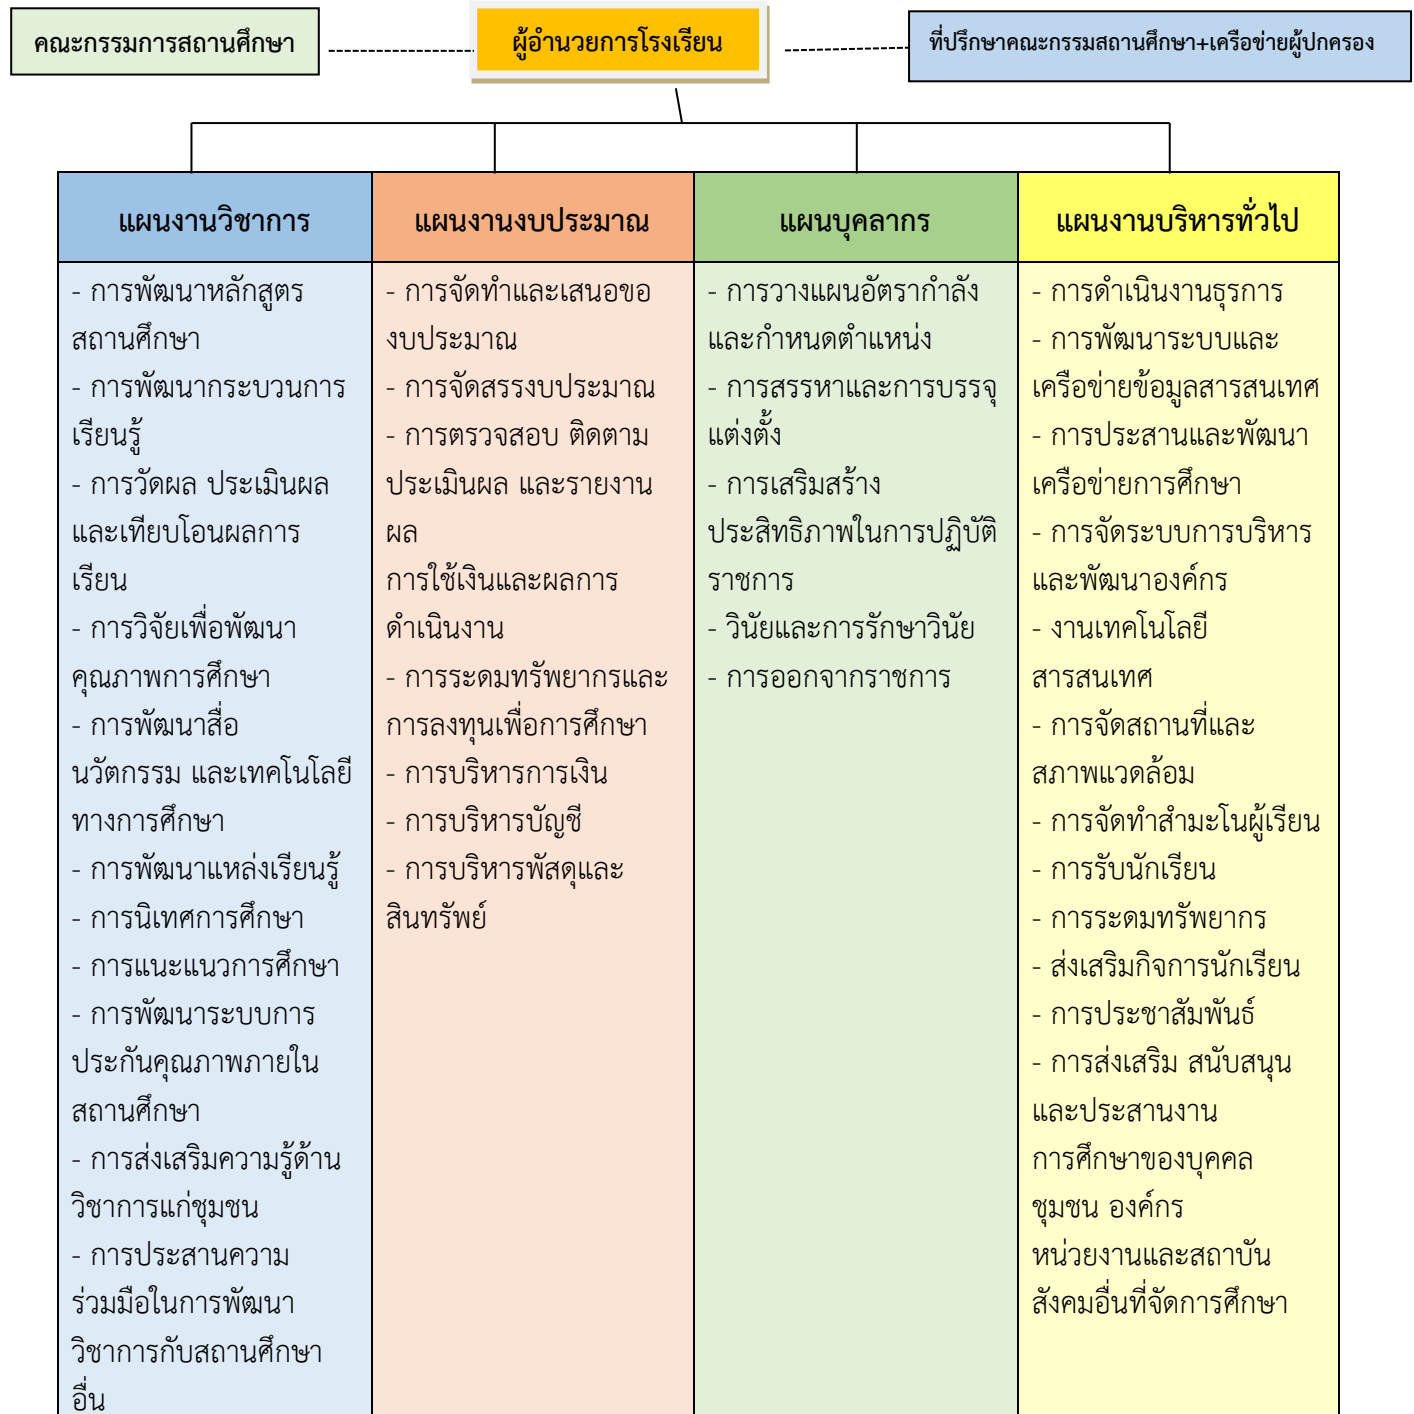 คณะกรรมการสถานศึกษา
ผู้อำนวยการโรงเรียน
ที่ปรึกษาคณะกรรมสถานศึกษา+เครือข่ายผู้ปกครอง
แผนงานวิชาการ
- การพัฒนาหลักสูตร
สถานศึกษา
- การพัฒนากระบวนการ
เรียนรู้
- การวัดผล ประเมินผล
และเทียบโอนผลการ
เรียน
- การวิจัยเพื่อพัฒนา
คุณภาพการศึกษา
- การพัฒนาสื่อ
นวัตกรรม และเทคโนโลยี
ทางการศึกษา
- การพัฒนาแหล่งเรียนรู้
- การนิเทศการศึกษา
- การแนะแนวการศึกษา
- การพัฒนาระบบการ
ประกันคุณภาพภายใน
สถานศึกษา
- การส่งเสริมความรู้ด้าน
วิชาการแก่ชุมชน
- การประสานความ
ร่วมมือในการพัฒนา
วิชาการกับสถานศึกษา
อื่น
แผนงานงบประมาณ
- การจัดทำและเสนอขอ
งบประมาณ
- การจัดสรรงบประมาณ
- การตรวจสอบ ติดตาม
ประเมินผล และรายงาน
ผล
การใช้เงินและผลการ
ดำเนินงาน
- การระดมทรัพยากรและ
การลงทุนเพื่อการศึกษา
- การบริหารการเงิน
- การบริหารบัญชี
- การบริหารพัสดุและ
สินทรัพย์
แผนบุคลากร
- การวางแผนอัตรากำลัง
และกำหนดตำแหน่ง
- การสรรหาและการบรรจุ
แต่งตั้ง
- การเสริมสร้าง
ประสิทธิภาพในการปฏิบัติ
ราชการ
- วินัยและการรักษาวินัย
- การออกจากราชการ
แผนงานบริหารทั่วไป
- การดำเนินงานธุรการ
- การพัฒนาระบบและ
เครือข่ายข้อมูลสารสนเทศ
- การประสานและพัฒนา
เครือข่ายการศึกษา
- การจัดระบบการบริหาร
และพัฒนาองค์กร
- งานเทคโนโลยี
สารสนเทศ
- การจัดสถานที่และ
สภาพแวดล้อม
- การจัดทำสำมะโนผู้เรียน
- การรับนักเรียน
- การระดมทรัพยากร
- ส่งเสริมกิจการนักเรียน
- การประชาสัมพันธ์
- การส่งเสริม สนับสนุน
และประสานงาน
การศึกษาของบุคคล
ชุมชน องค์กร
หน่วยงานและสถาบัน
สังคมอื่นที่จัดการศึกษา